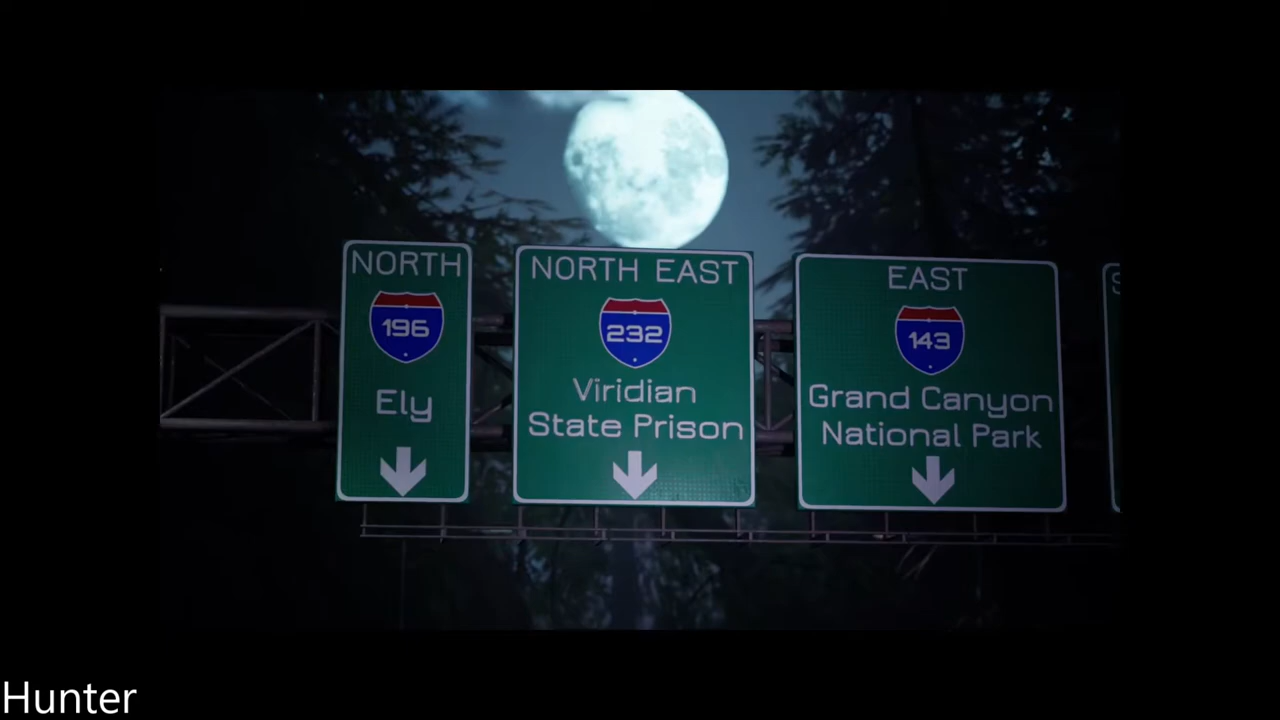 NORTH
196
Ely
NORTH EAST
232
Viridian
State Prison
EAST
143
Grand Canyon
National Park
Hunter